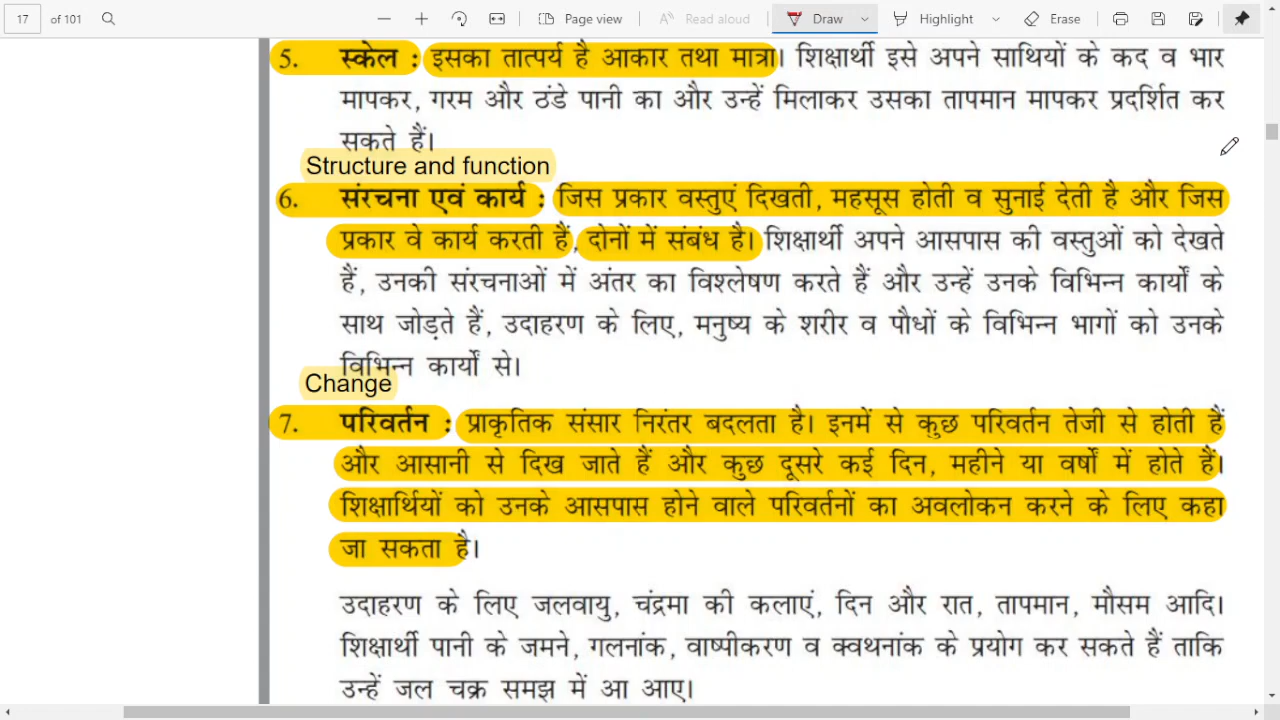 17 of 101 Page view Read aloud Draw Highlight Erase
5. स्केल : इसका तात्पर्य है आकार तथा मात्रा। शिक्षार्थी इसे अपने साथियों के कद व भार
मापकर, गरम और ठंडे पानी का और उन्हें मिलाकर उसका तापमान मापकर प्रदर्शित कर
सकते हैं।
Structure and function
6. संरचना एवं कार्य : जिस प्रकार वस्तुएं दिखती, महसूस होती व सुनाई देती है और जिस
प्रकार वे कार्य करती हैं, दोनों में संबंध है। शिक्षार्थी अपने आसपास की वस्तुओं को देखते
हैं, उनकी संरचनाओं में अंतर का विश्लेषण करते हैं और उन्हें उनके विभिन्न कार्यों के
साथ जोड़ते हैं, उदाहरण के लिए, मनुष्य के शरीर व पौधों के विभिन्न भागों को उनके
विभिन्न कार्यों से।
Change
7. परिवर्तन : प्राकृतिक संसार निरंतर बदलता है। इनमें से कुछ परिवर्तन तेजी से होती हैं
और आसानी से दिख जाते हैं और कुछ दूसरे कई दिन, महीने या वर्षों में होते हैं।
शिक्षार्थियों को उनके आसपास होने वाले परिवर्तनों का अवलोकन करने के लिए कहा
जा सकता है।
उदाहरण के लिए जलवायु, चंद्रमा की कलाएं, दिन और रात, तापमान, मौसम आदि।
शिक्षार्थी पानी के जमने, गलनांक, वाष्पीकरण व क्वथनांक के प्रयोग कर सकते हैं ताकि
उन्हें जल चक्र समझ में आ आए।